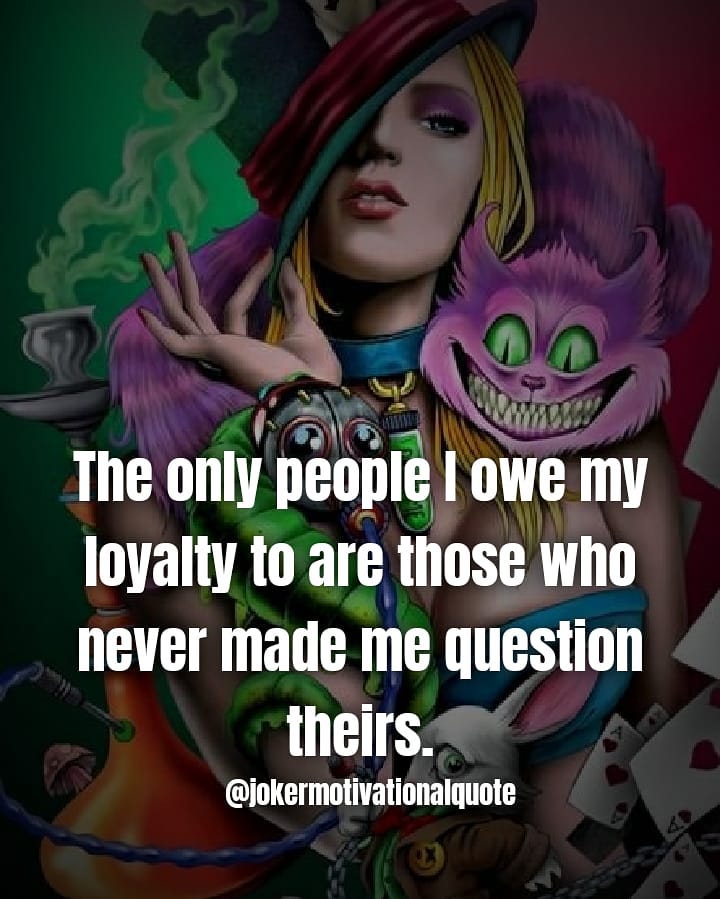 The only people I owe my
loyalty to are those who
never made me question
theirs.
@jokermotivationalquote